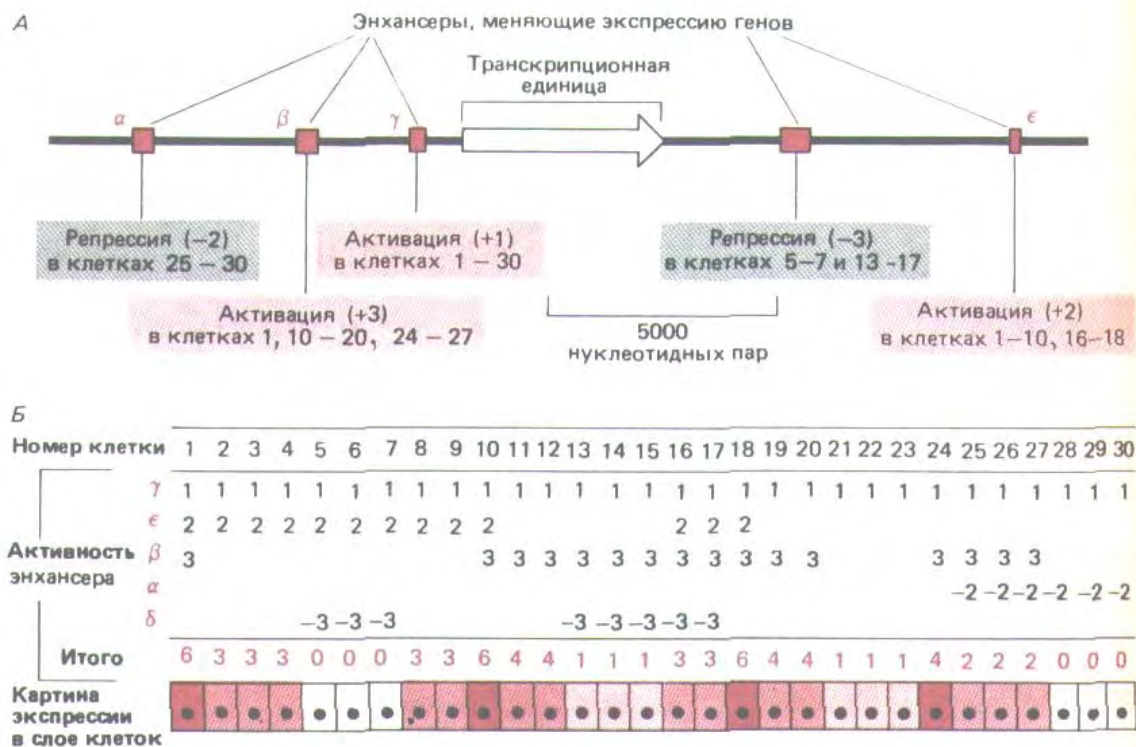 А
Энхансеры, меняющие экспрессию генов
Транскрипционная
единица
α
β
γ
ϵ
Репрессия (−2)
в клетках 25 – 30
Активация (+1)
в клетках 1 – 30
Репрессия (−3)
в клетках 5–7 и 13 -17
Активация (+3)
в клетках 1, 10 – 20, 24 – 27
5000
нуклеотидных пар
Активация (+2)
в клетках 1–10, 16–18
Б
Номер клетки 1 2 3 4 5 6 7 8 9 10 11 12 13 14 15 16 17 18 19 20 21 22 23 24 25 26 27 28 29 30
γ 1 1 1 1 1 1 1 1 1 1 1 1 1 1 1 1 1 1 1 1 1 1 1 1 1 1 1 1 1 1
ϵ 2 2 2 2 2 2 2 2 2 2 2 2 2
Активность
энхансера
β 3 3 3 3 3 3 3 3 3 3 3 3 3 3 3 3
α −2 −2 −2 −2 −2 −2
δ −3 −3 −3 −3 −3 −3 −3 −3
Итого 6 3 3 3 0 0 0 3 3 6 4 4 1 1 1 3 3 6 4 4 1 1 1 4 2 2 2 0 0 0
Картина
экспрессии
в слое клеток